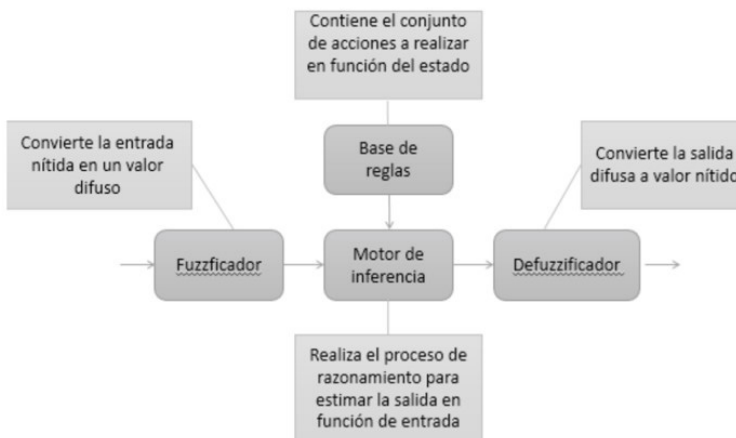 Contiene el conjunto
de acciones a realizar
en función del estado
Convierte la entrada
nítida en un valor
difuso
Base de
reglas
Convierte la salida
difusa a valor nítido
Fuzzficador
Motor de
inferencia
Defuzzificador
Realiza el proceso de
razonamiento para
estimar la salida en
función de entrada